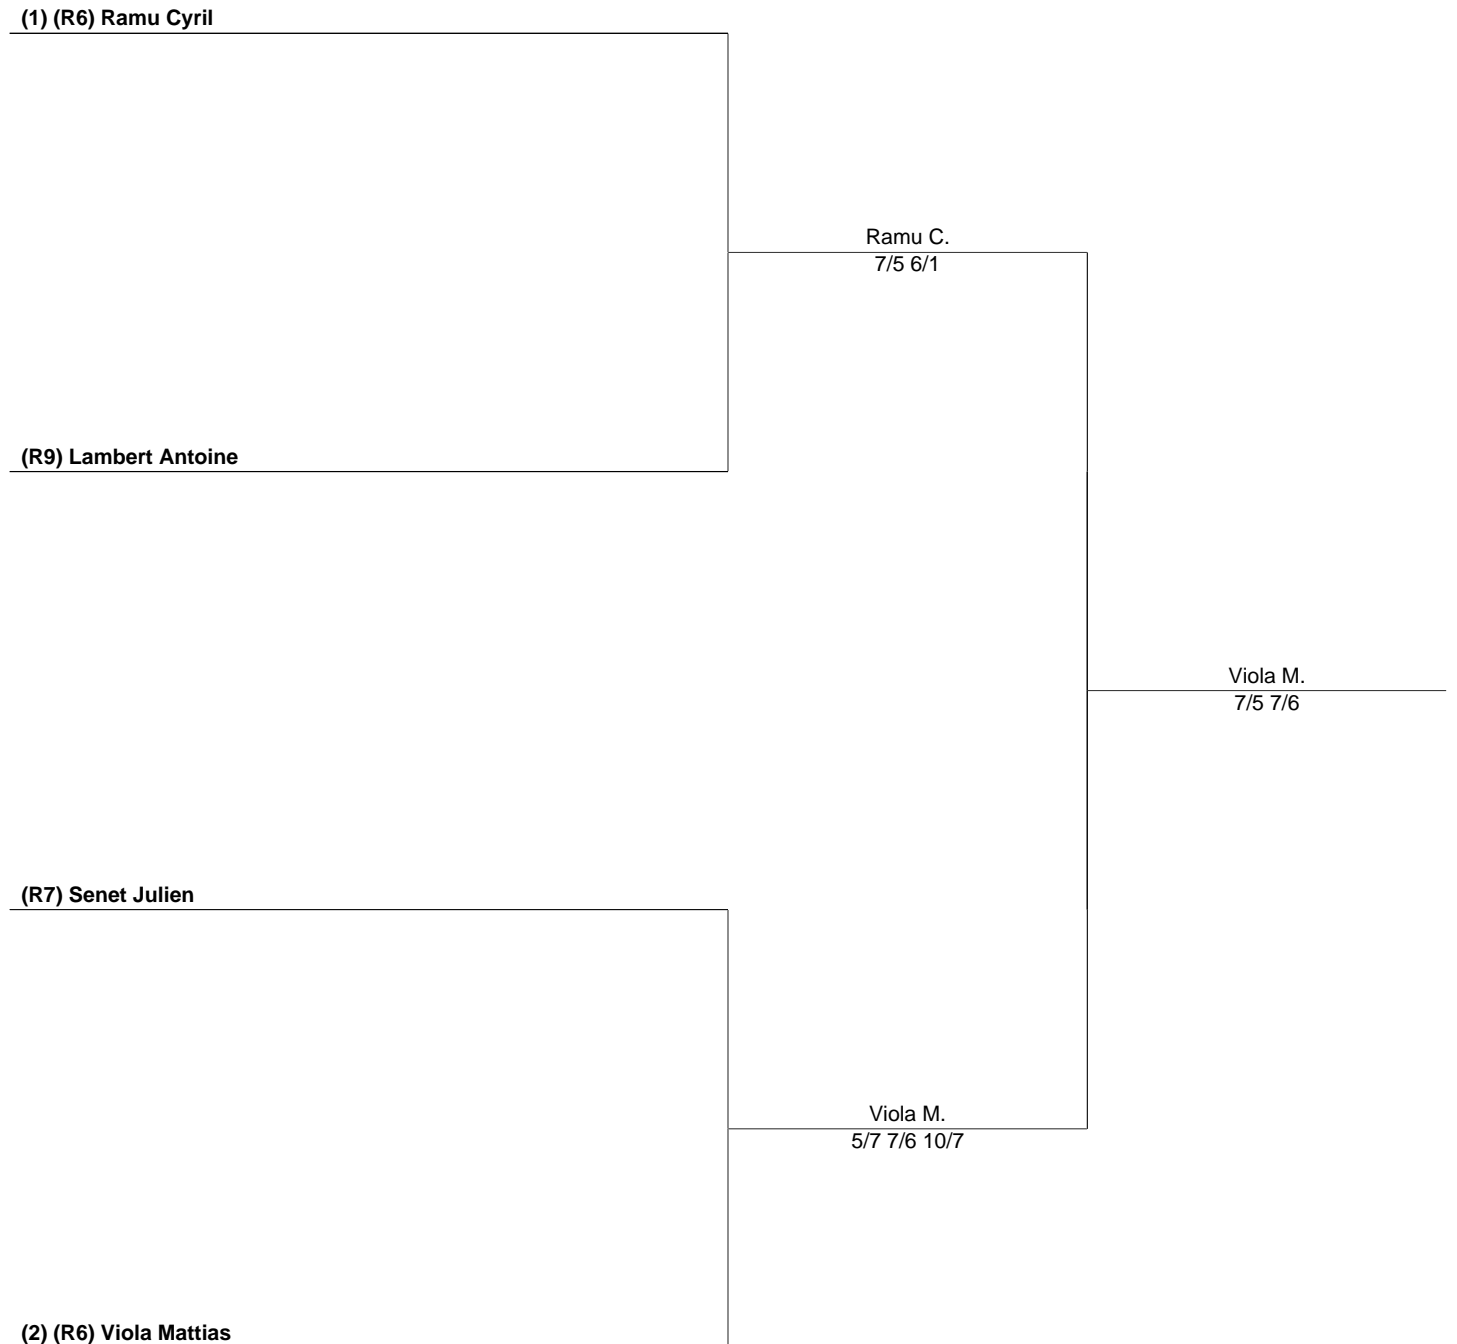 (1) (R6) Ramu Cyril
Ramu C.
7/5 6/1
(R9) Lambert Antoine
Viola M.
7/5 7/6
(R7) Senet Julien
Viola M.
5/7 7/6 10/7
(2) (R6) Viola Mattias